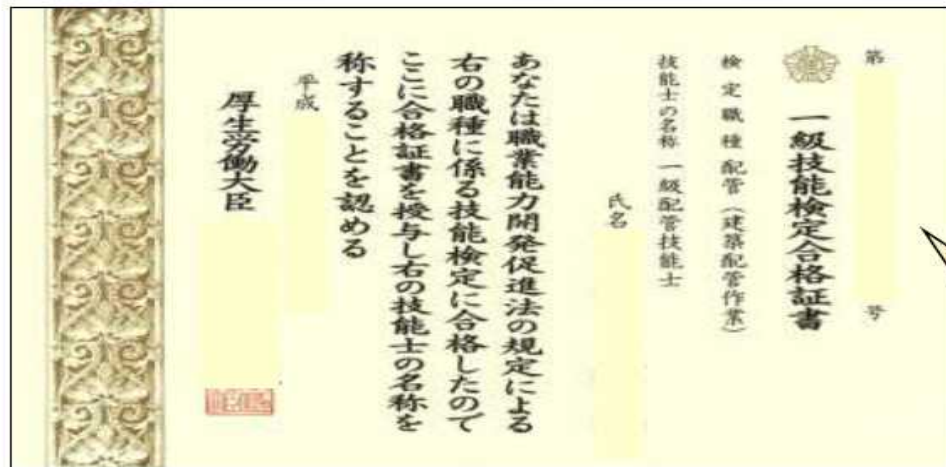 第 号
一級技能検定合格証書
検定職種 配管(建築配管作業)
技能士の名称 一級配管技能士
氏名
あなたは職業能力開発促進法の規定による
右の職種に係る技能検定に合格したので
ここに合格証書を授与し右の技能士の名称を
称することを認める
平成
厚生労働大臣